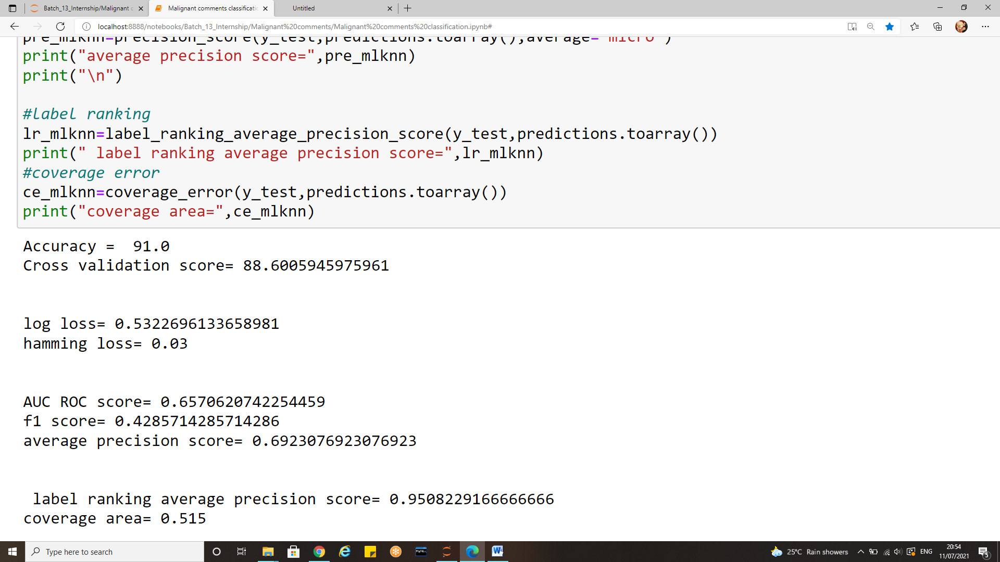 Batch_13_Internship/Malignant c
Malignant comments classificatic
Untitled
localhost:8888/notebooks/Batch_13_Internship/Malignant%20comments/Malignant%20comments%20classification.ipynb#
pre_mlknn=precision_score(y_test,predictions.toarray(),average='micro')
print("average precision score=",pre_mlknn)
print("\n")
#label ranking
lr_mlknn=label_ranking_average_precision_score(y_test,predictions.toarray())
print(" label ranking average precision score=",lr_mlknn)
#coverage error
ce_mlknn=coverage_error(y_test,predictions.toarray())
print("coverage area=",ce_mlknn)
Accuracy =  91.0
Cross validation score= 88.6005945975961
log loss= 0.5322696133658981
hamming loss= 0.03
AUC ROC score= 0.6570620742254459
f1 score= 0.4285714285714286
average precision score= 0.6923076923076923
label ranking average precision score= 0.9508229166666666
coverage area= 0.515
Type here to search
MySQL
W
25°C Rain showers
ENG
20:54
11/07/2021
5